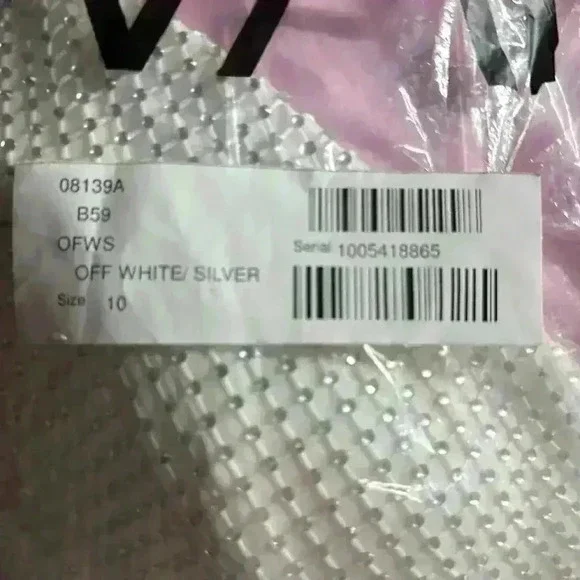 08139A
B59
OFWS
OFF WHITE/ SILVER
Size 10
Serial 1005418865